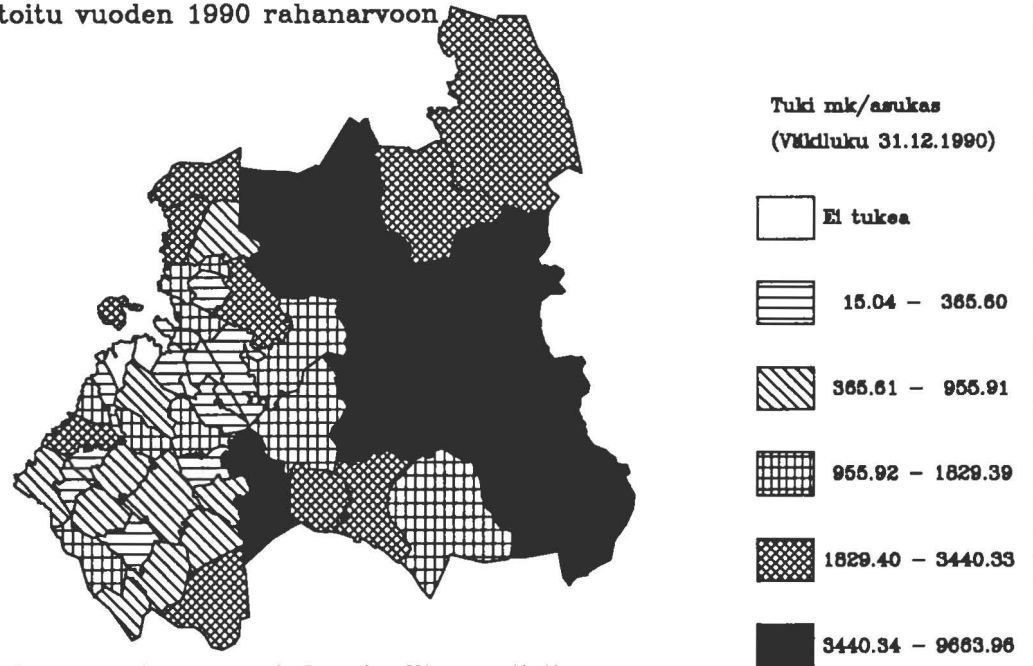 toitu vuoden 1990 rahanarvoon
Tuki mk/asukas
(Väkiluku 31.12.1990)
Ei tukea
15.04 – 365.60
365.61 – 955.91
955.92 – 1829.39
1829.40 – 3440.33
3440.34 – 9663.96